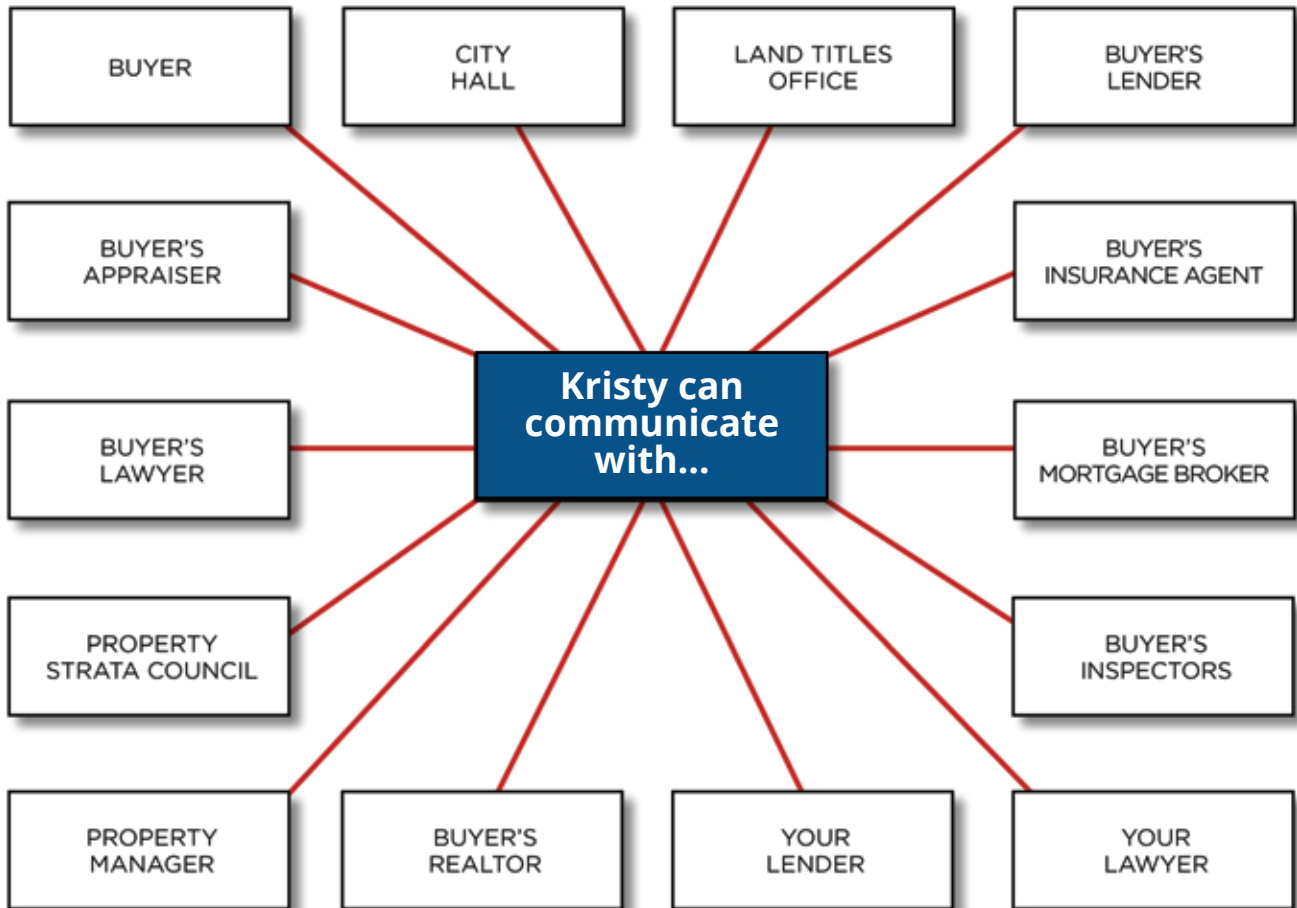 BUYER
CITY
HALL
LAND TITLES
OFFICE
BUYER'S
LENDER
BUYER'S
APPRAISER
BUYER'S
INSURANCE AGENT
Kristy can
communicate
with...
BUYER'S
LAWYER
BUYER'S
MORTGAGE BROKER
PROPERTY
STRATA COUNCIL
BUYER'S
INSPECTORS
PROPERTY
MANAGER
BUYER'S
REALTOR
YOUR
LENDER
YOUR
LAWYER